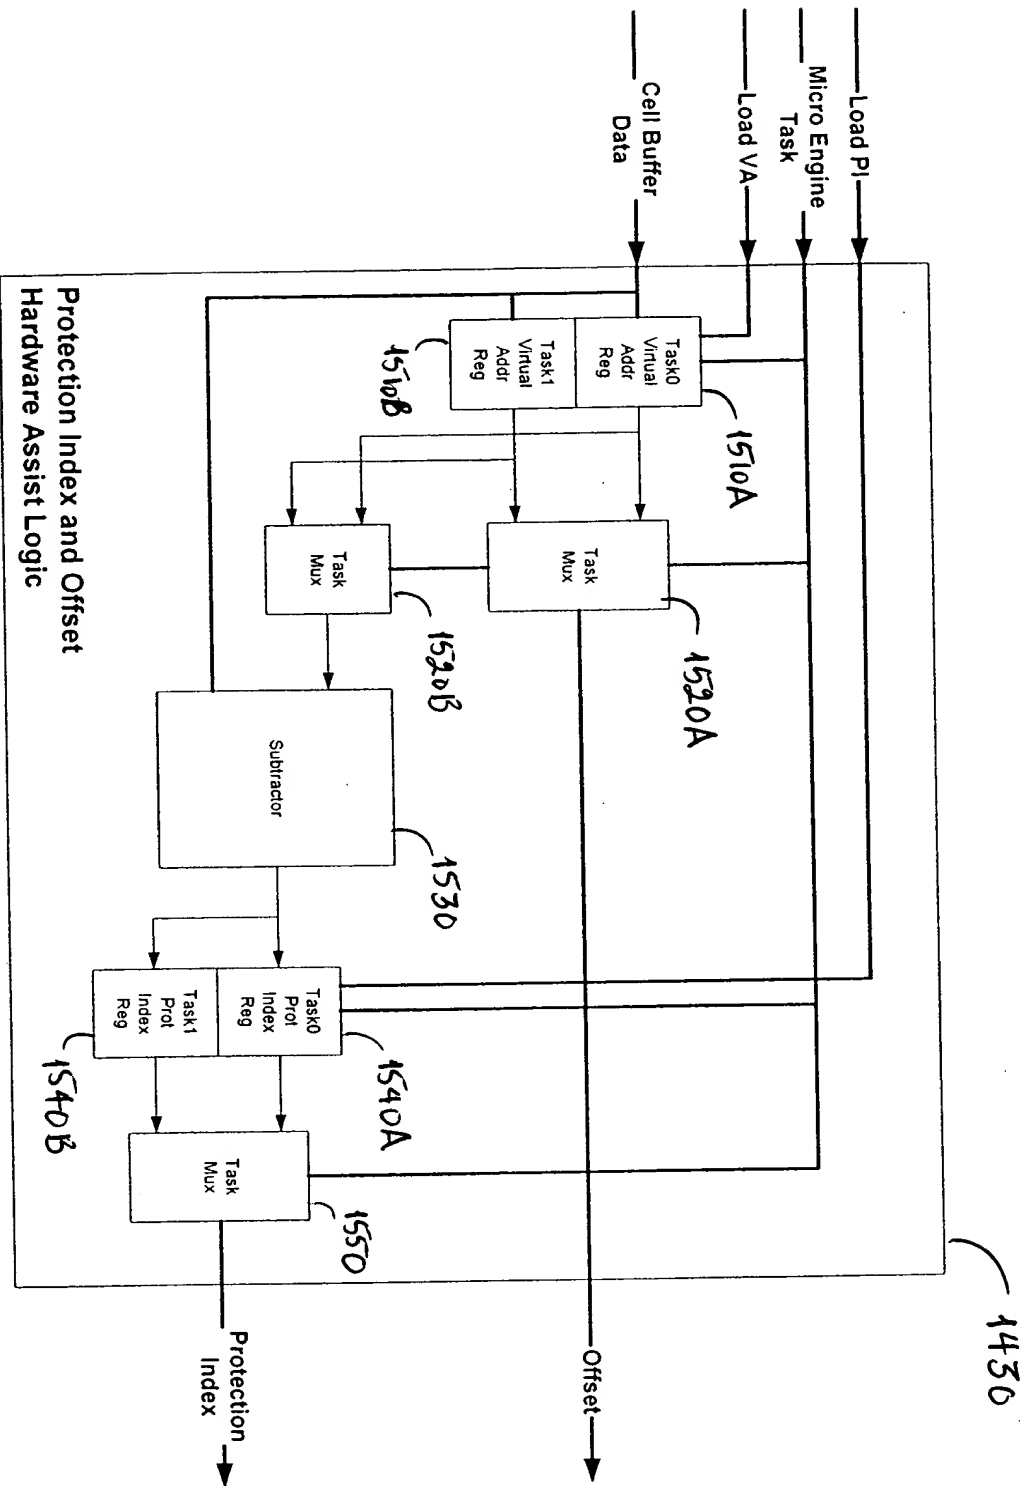 Load PI
Micro Engine
Task
Load VA
Cell Buffer
Data
Task0
Virtual
Addr
Reg
1510A
Task1
Virtual
Addr
Reg
1510B
Task
Mux
1520A
Task
Mux
1520B
Subtractor
1530
Task0
Prot
Index
Reg
1540A
Task1
Prot
Index
Reg
1540B
Task
Mux
1550
Offset
Protection
Index
Protection Index and Offset
Hardware Assist Logic
1430